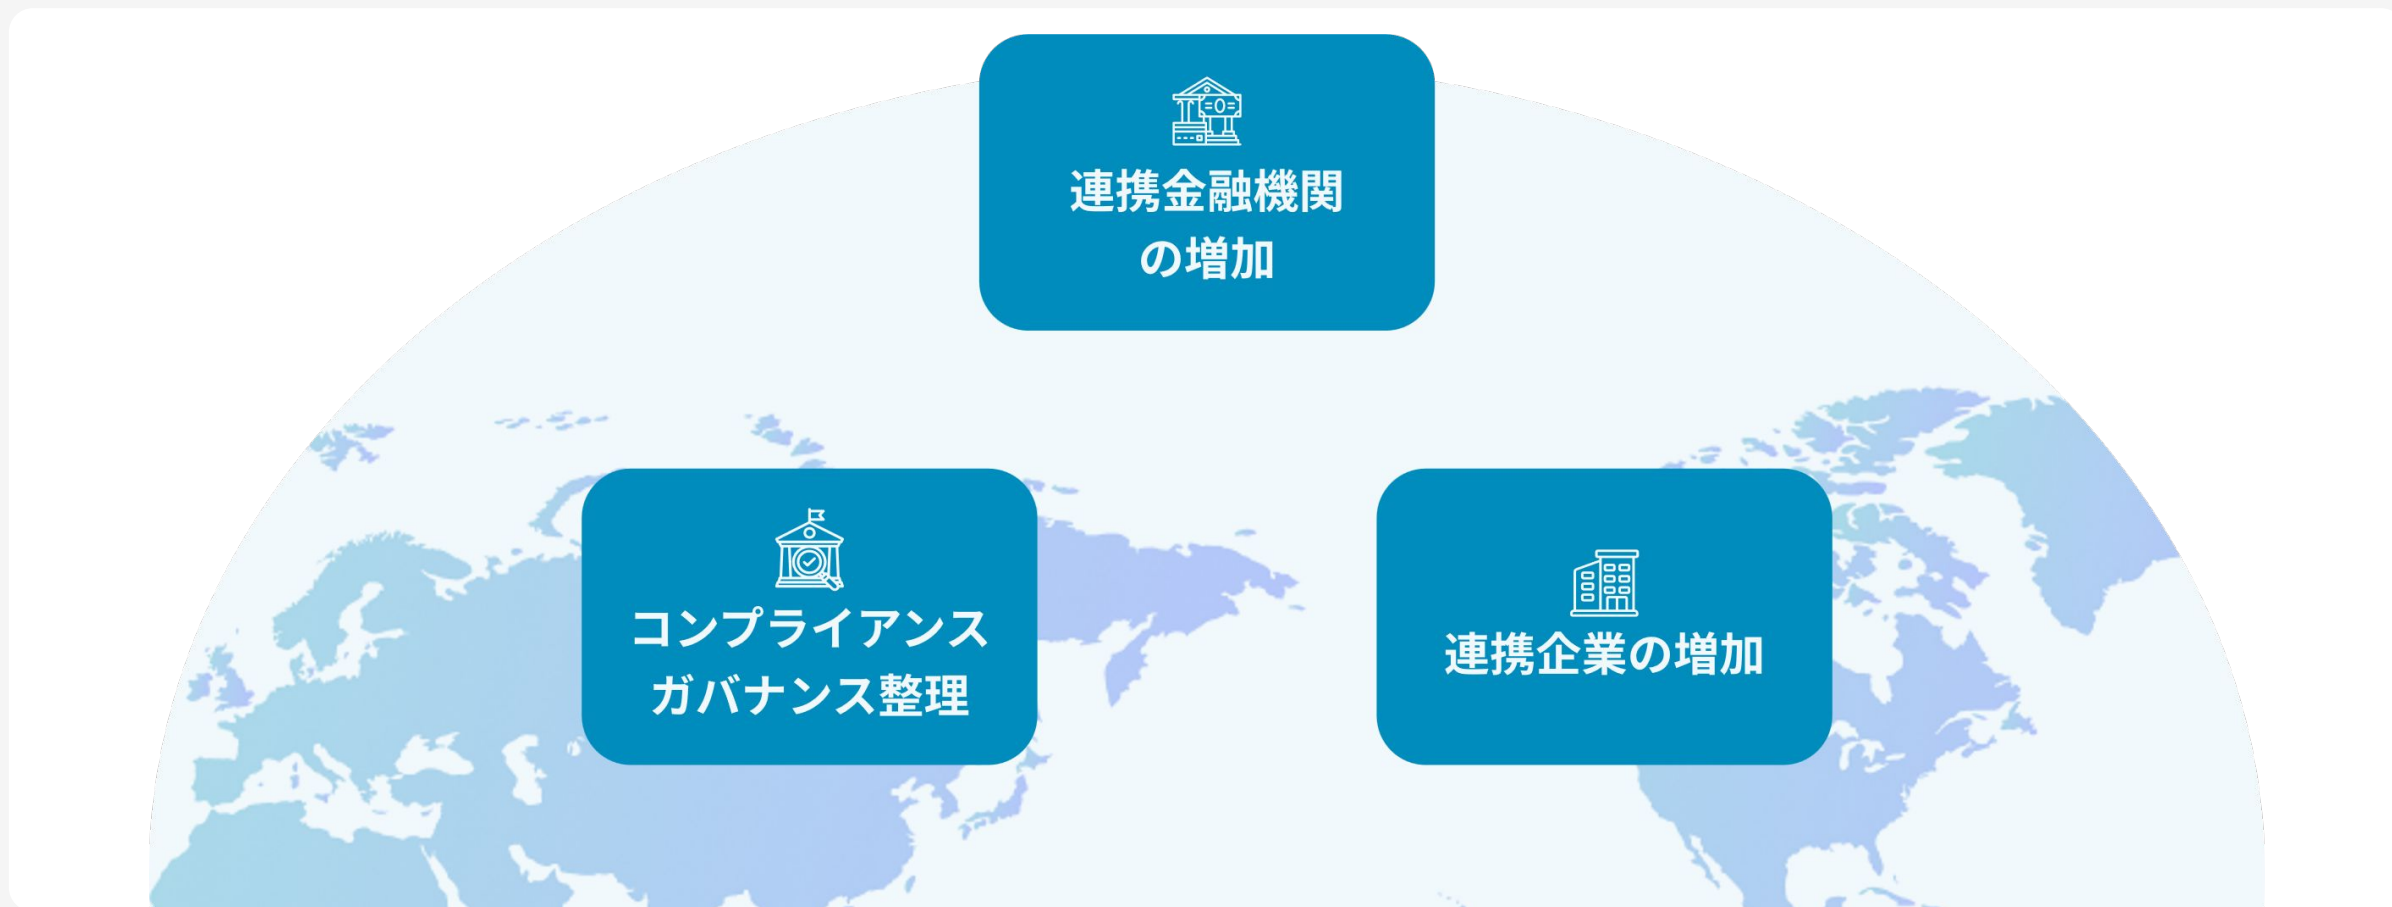 連携金融機関
の増加
コンプライアンス
ガバナンス整理
連携企業の増加